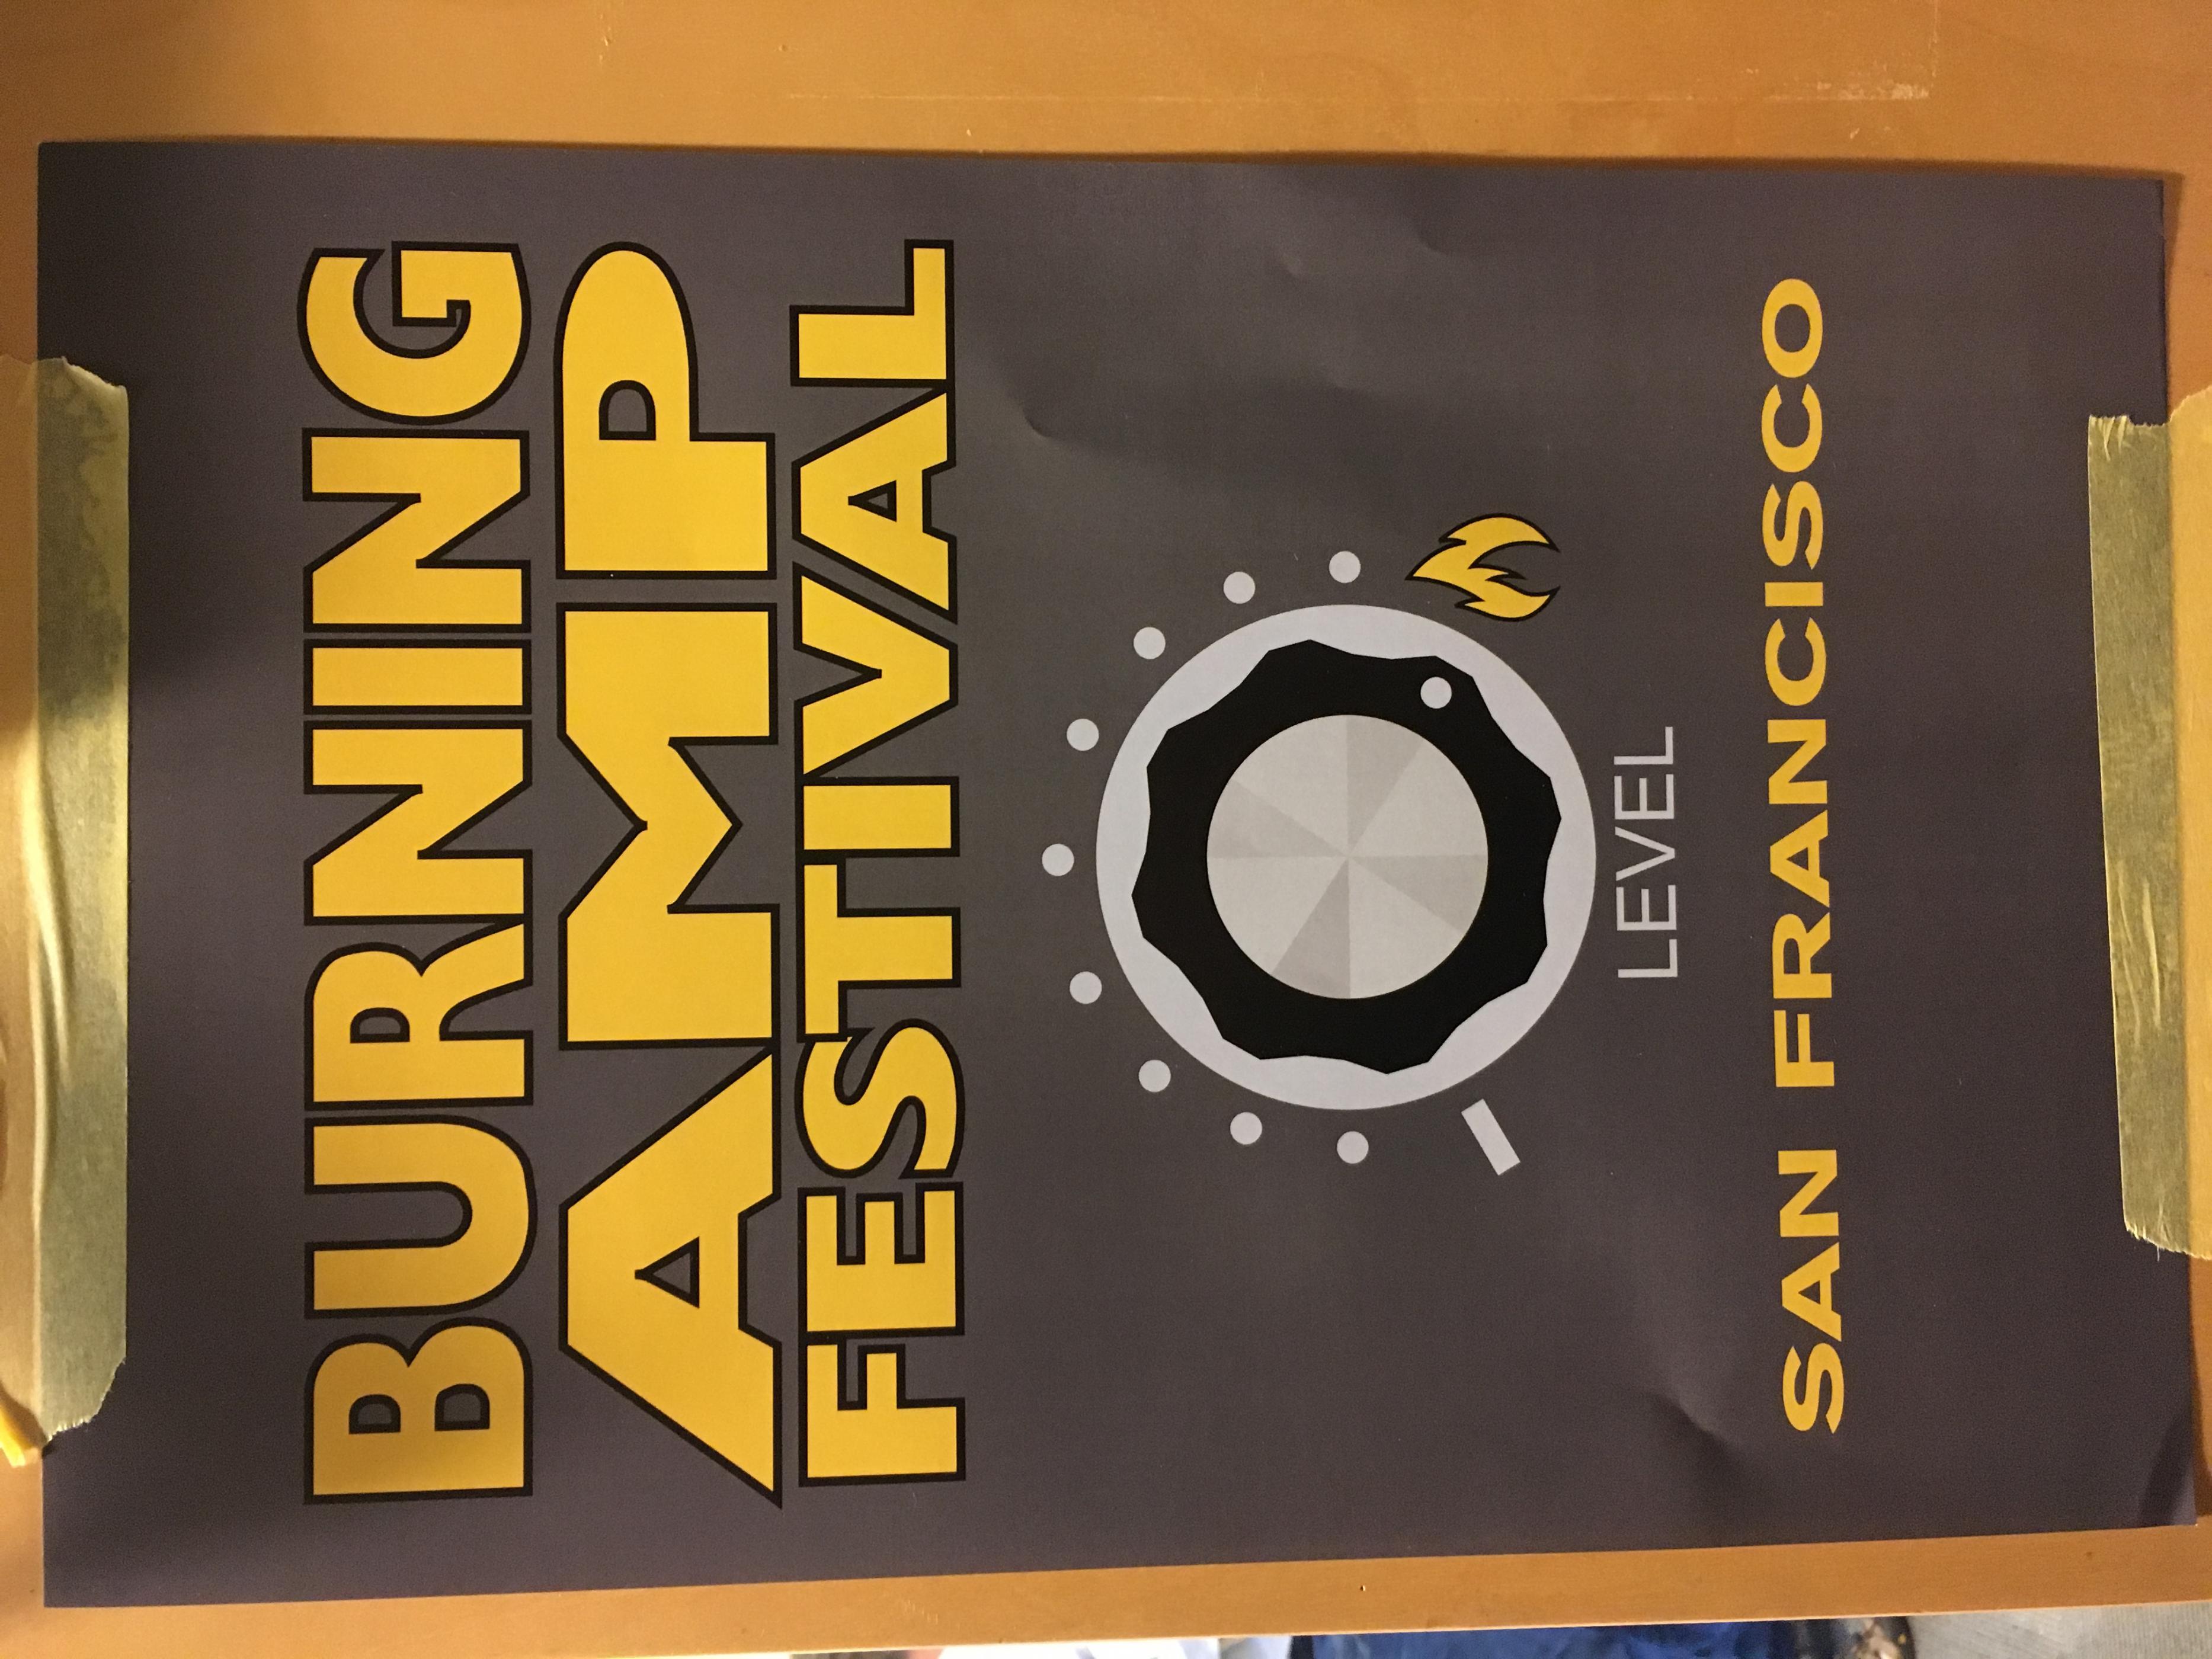 BURNING
AMP
FESTIVAL
LEVEL
SAN FRANCISCO